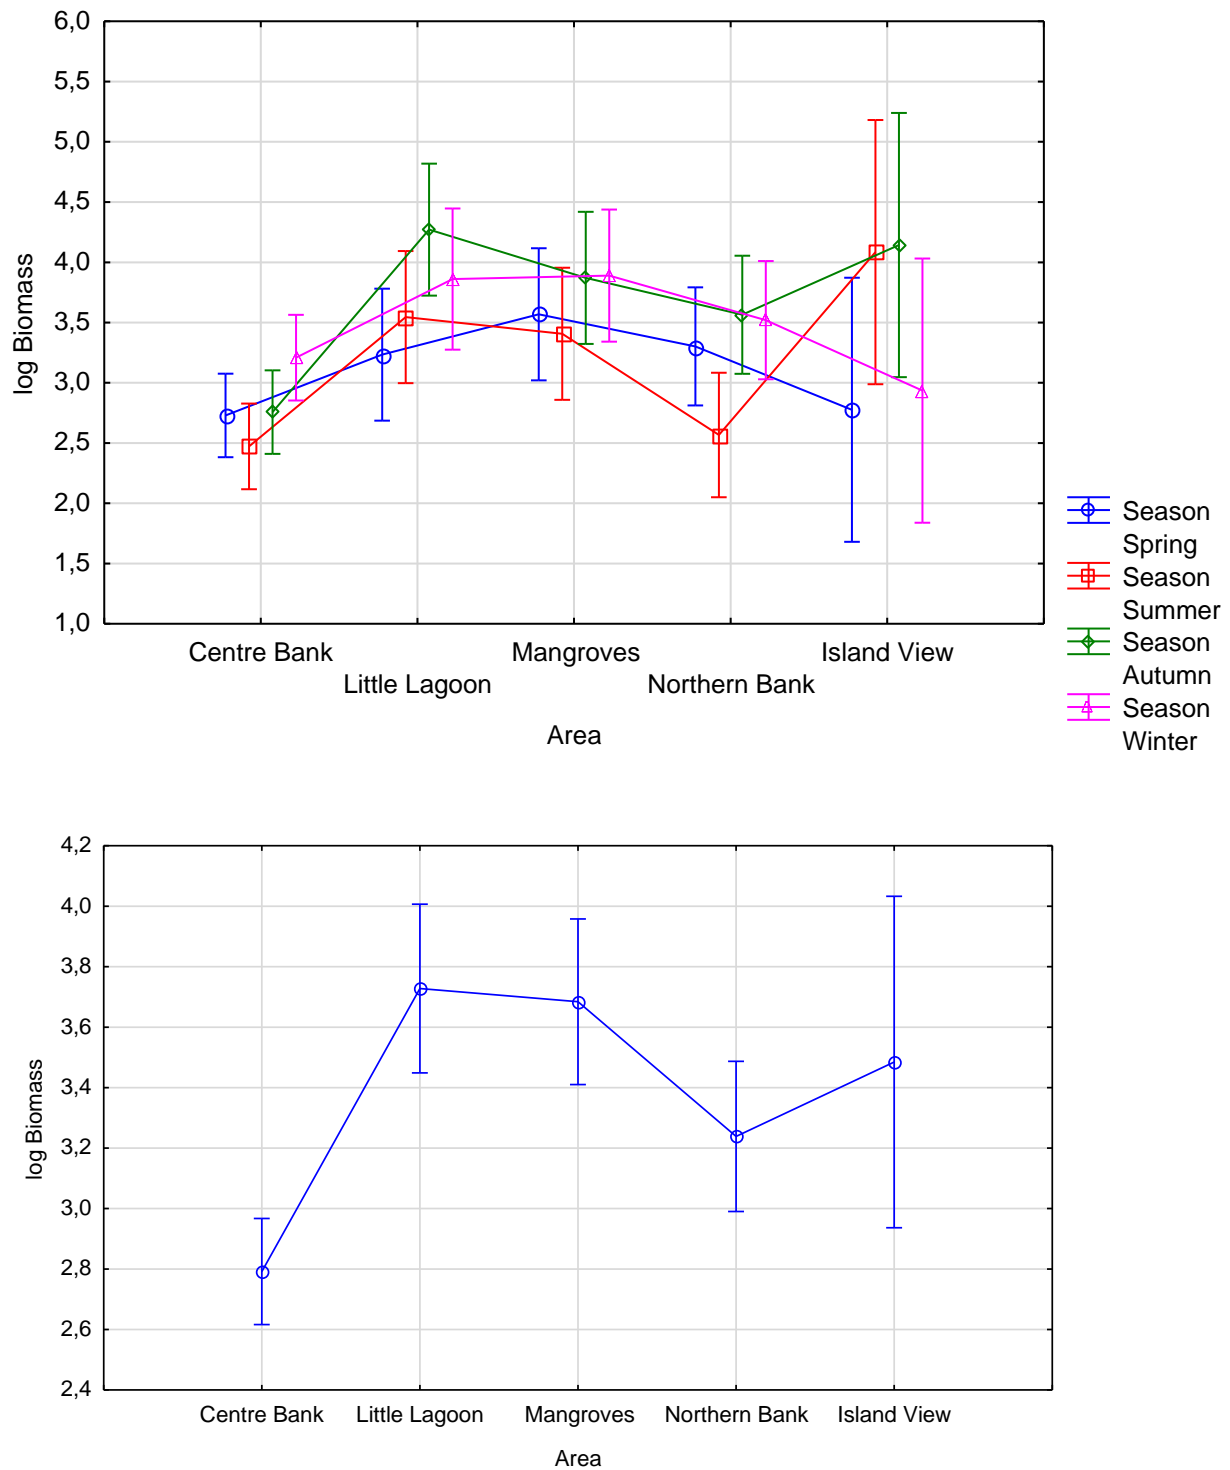 6,0
5,5
5,0
4,5
4,0
3,5
3,0
2,5
2,0
1,5
1,0
log Biomass
Centre Bank
Mangroves
Island View
Little Lagoon
Northern Bank
Area
Season
Spring
Season
Summer
Season
Autumn
Season
Winter
4,2
4,0
3,8
3,6
3,4
3,2
3,0
2,8
2,6
2,4
log Biomass
Centre Bank
Little Lagoon
Mangroves
Northern Bank
Island View
Area